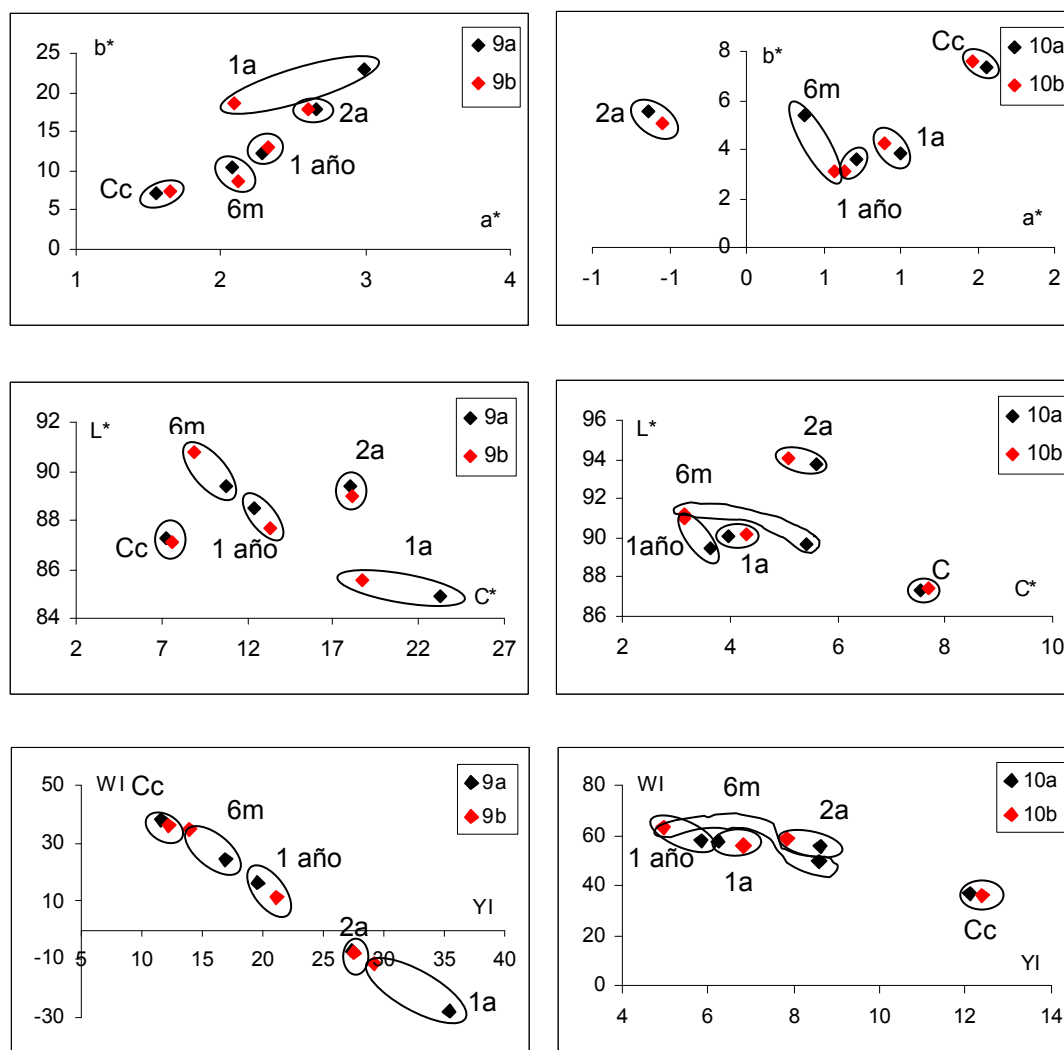 25
20
15
10
5
0
b*
1a
2a
1 año
6m
Cc
a*
1
2
3
4
9a
9b
8
6
4
2
0
b*
Cc
6m
2a
1a
1 año
a*
-1
-1
0
1
1
2
2
10a
10b
92
90
88
86
84
L*
6m
2a
Cc
1 año
1a
C*
2
7
12
17
22
27
9a
9b
96
94
92
90
88
86
L*
2a
6m
1año
1a
C
C*
2
4
6
8
10
10a
10b
50
30
10
-10
-30
WI
Cc
6m
1 año
YI
2a
1a
5
10
15
20
25
30
35
40
9a
9b
80
60
40
20
0
WI
6m
2a
1 año
1a
Cc
YI
4
6
8
10
12
14
10a
10b